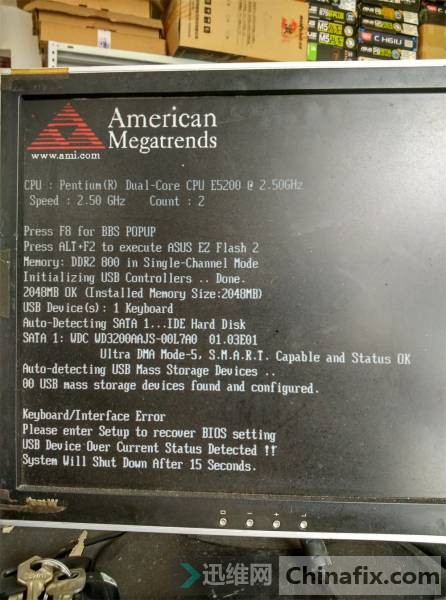 American
Megatrends
www.ami.com
CPU : Pentium(R) Dual-Core CPU E5200 @ 2.50GHz
Speed : 2.50 GHz Count : 2
Press F8 for BBS POPUP
Press ALT+F2 to execute ASUS EZ Flash 2
Memory: DDR2 800 in Single-Channel Mode
Initializing USB Controllers .. Done.
2048MB OK (Installed Memory Size:2048MB)
USB Device(s): 1 Keyboard
Auto-Detecting SATA 1...IDE Hard Disk
SATA 1: WDC WD3200AAJS-00L7A0 01.03E01
Ultra DMA Mode-5, S.M.A.R.T. Capable and Status OK
Auto-detecting USB Mass Storage Devices ..
00 USB mass storage devices found and configured.
Keyboard/Interface Error
Please enter Setup to recover BIOS setting
USB Device Over Current Status Detected !!
System Will Shut Down After 15 Seconds.
迅维网
Chinafix.com